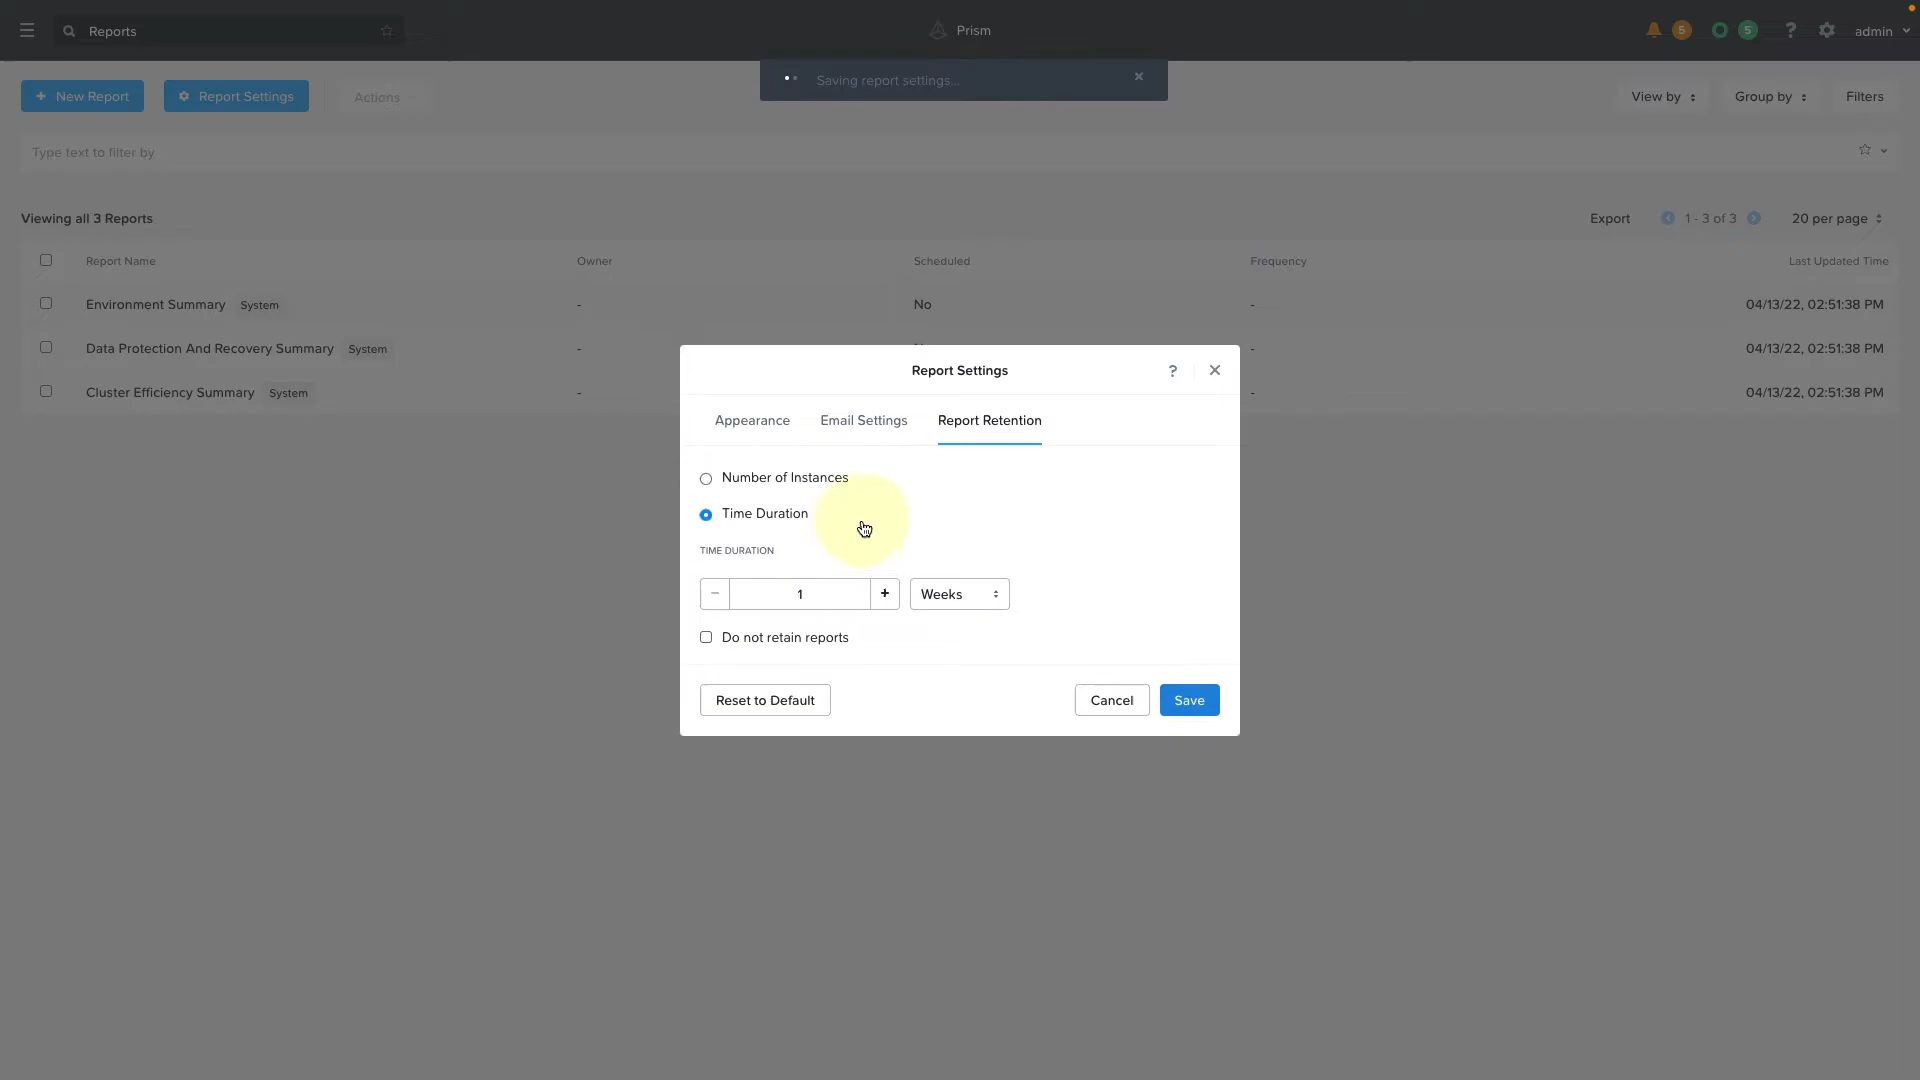 Reports
Prism
5
5
?
admin
Saving report settings...
+ New Report
Report Settings
Actions
View by
Group by
Filters
Type text to filter by
Viewing all 3 Reports
Export
1 - 3 of 3
20 per page
Report Name
Owner
Scheduled
Frequency
Last Updated Time
Environment Summary System - No - 04/13/22, 02:51:38 PM
Data Protection And Recovery Summary System - - 04/13/22, 02:51:38 PM
Cluster Efficiency Summary System - - 04/13/22, 02:51:38 PM
Report Settings
?
Appearance
Email Settings
Report Retention
Number of Instances
Time Duration
TIME DURATION
− 1 + Weeks
Do not retain reports
Reset to Default
Cancel
Save